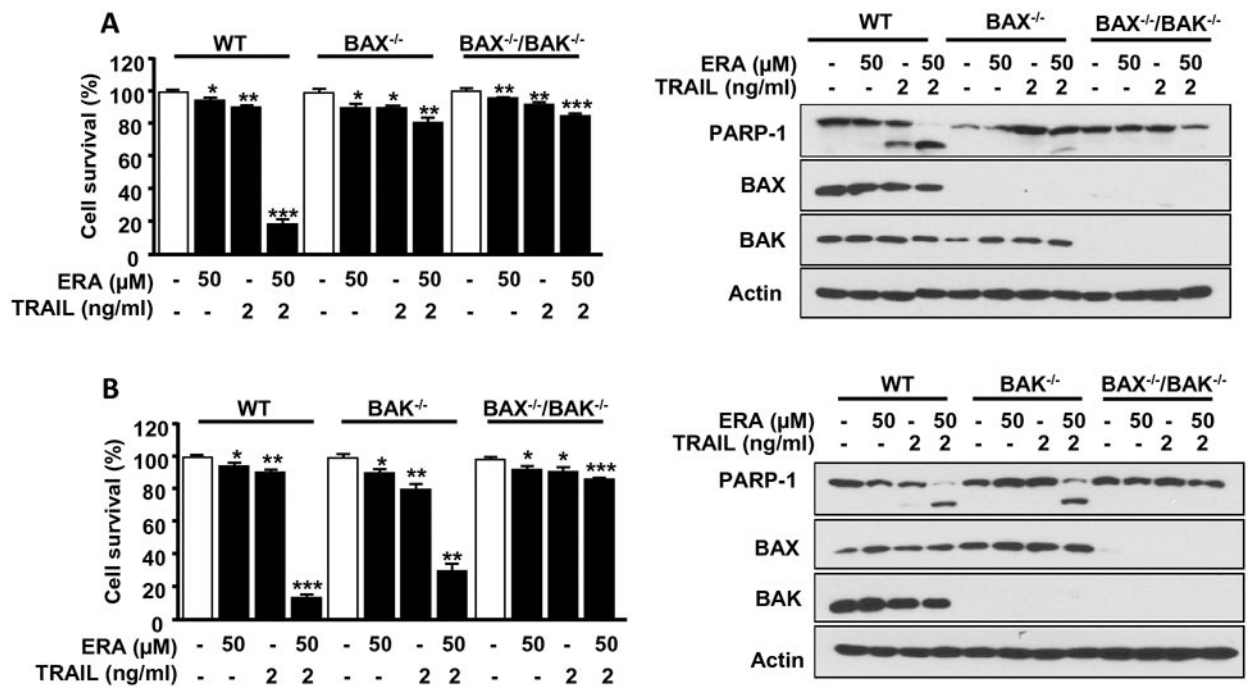 A
WT BAX-/- BAX-/-/BAK-/-
Cell survival (%)
120
100
80
60
40
20
0
* ** *** * * ** ** ** ***
ERA (µM) - 50 - 50 - 50 - 50 - 50 - 50
TRAIL (ng/ml) - - 2 2 - - 2 2 - - 2 2
WT BAX-/- BAX-/-/BAK-/-
ERA (µM) - 50 - 50 - 50 - 50 - 50 - 50
TRAIL (ng/ml) - - 2 2 - - 2 2 - - 2 2
PARP-1
BAX
BAK
Actin
B
WT BAK-/- BAX-/-/BAK-/-
Cell survival (%)
120
100
80
60
40
20
0
* ** *** * ** ** * * ***
ERA (µM) - 50 - 50 - 50 - 50 - 50 - 50
TRAIL (ng/ml) - - 2 2 - - 2 2 - - 2 2
WT BAK-/- BAX-/-/BAK-/-
ERA (µM) - 50 - 50 - 50 - 50 - 50 - 50
TRAIL (ng/ml) - - 2 2 - - 2 2 - - 2 2
PARP-1
BAX
BAK
Actin